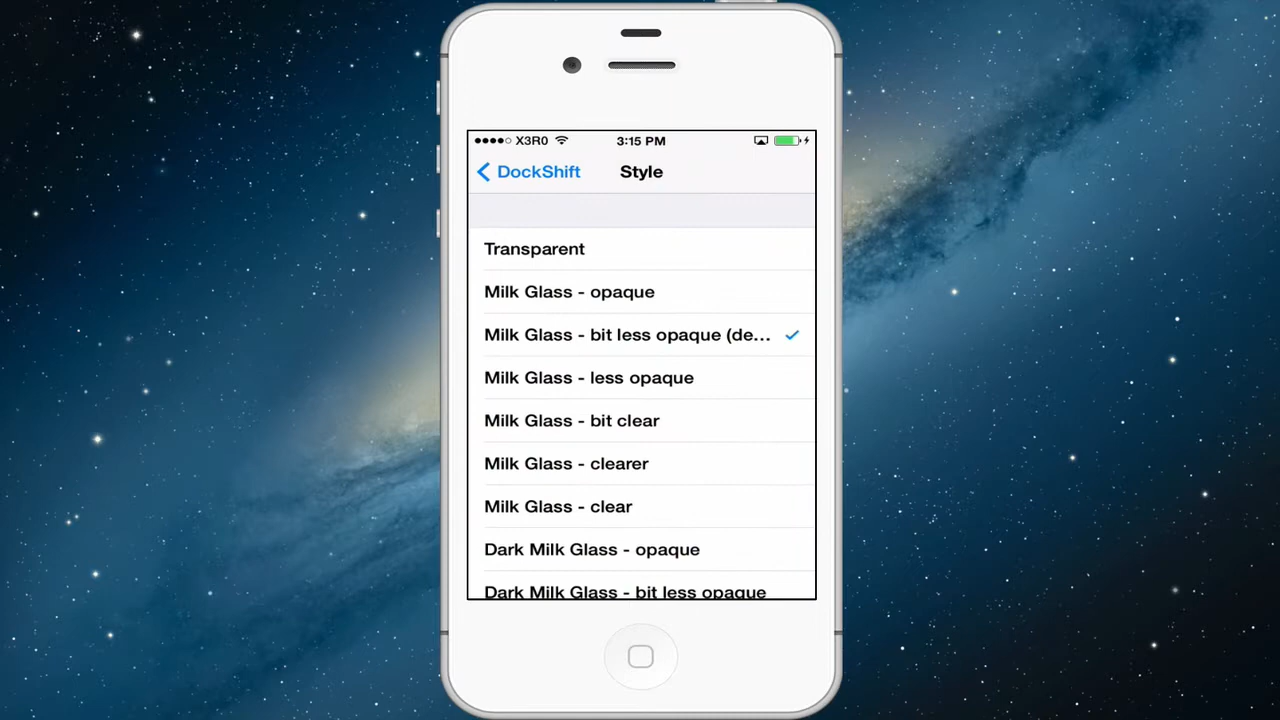 X3R0 3:15 PM
DockShift Style
Transparent
Milk Glass - opaque
Milk Glass - bit less opaque (de...
Milk Glass - less opaque
Milk Glass - bit clear
Milk Glass - clearer
Milk Glass - clear
Dark Milk Glass - opaque
Dark Milk Glass - bit less opaque